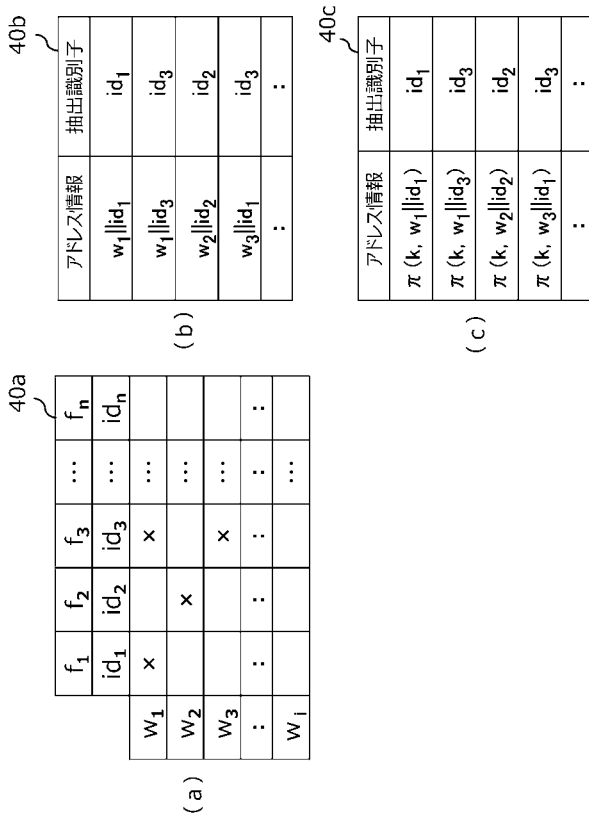 (a)
40a
f₁ f₂ f₃ … fₙ
id₁ id₂ id₃ … idₙ
W₁ × × …
W₂ × …
W₃ × …
: : : : : :
Wᵢ …
(b)
40b
アドレス情報 抽出識別子
w₁||id₁ id₁
w₁||id₃ id₃
w₂||id₂ id₂
w₃||id₁ id₃
: :
(c)
40c
アドレス情報 抽出識別子
π (k, w₁||id₁) id₁
π (k, w₁||id₃) id₃
π (k, w₂||id₂) id₂
π (k, w₃||id₁) id₃
: :